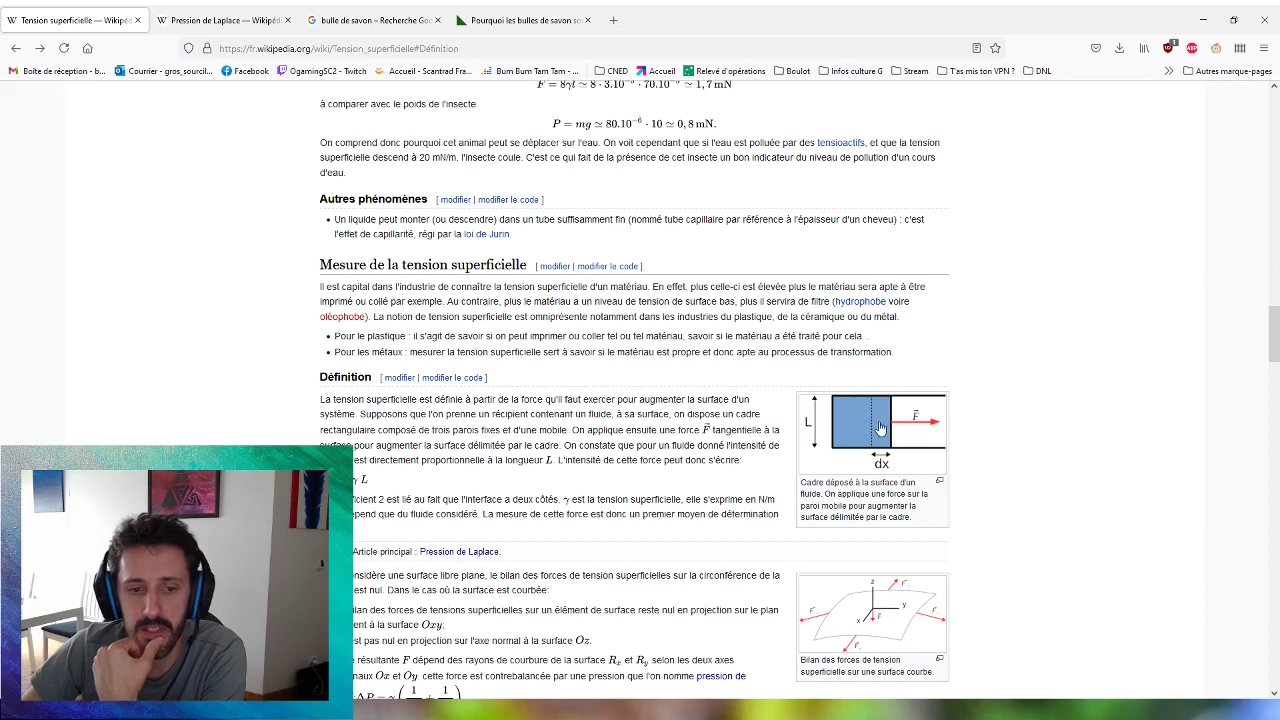 Tension superficielle — Wikipéd
Pression de Laplace — Wikipédi
bulle de savon – Recherche Goo
Pourquoi les bulles de savon so
https://fr.wikipedia.org/wiki/Tension_superficielle#Définition
Boîte de réception - b...
Courrier - gros_sourcil...
Facebook
OgamingSC2 - Twitch
Accueil – Scantrad Fra...
Bum Bum Tam Tam - ...
CNED
Accueil
Relevé d'opérations
Boulot
Infos culture G
Stream
T'as mis ton VPN ?
DNL
Autres marque-pages
à comparer avec le poids de l'insecte
P = mg ≃ 80.10⁻⁶ · 10 ≃ 0,8 mN.
On comprend donc pourquoi cet animal peut se déplacer sur l'eau. On voit cependant que si l'eau est polluée par des tensioactifs, et que la tension
superficielle descend à 20 mN/m, l'insecte coule. C'est ce qui fait de la présence de cet insecte un bon indicateur du niveau de pollution d'un cours
d'eau.
Autres phénomènes [ modifier | modifier le code ]
• Un liquide peut monter (ou descendre) dans un tube suffisamment fin (nommé tube capillaire par référence à l'épaisseur d'un cheveu) : c'est
l'effet de capillarité, régi par la loi de Jurin.
Mesure de la tension superficielle [ modifier | modifier le code ]
Il est capital dans l'industrie de connaître la tension superficielle d'un matériau. En effet, plus celle-ci est élevée plus le matériau sera apte à être
imprimé ou collé par exemple. Au contraire, plus le matériau a un niveau de tension de surface bas, plus il servira de filtre (hydrophobe voire
oléophobe). La notion de tension superficielle est omniprésente notamment dans les industries du plastique, de la céramique ou du métal.
• Pour le plastique : il s'agit de savoir si on peut imprimer ou coller tel ou tel matériau, savoir si le matériau a été traité pour cela...
• Pour les métaux : mesurer la tension superficielle sert à savoir si le matériau est propre et donc apte au processus de transformation.
Définition [ modifier | modifier le code ]
La tension superficielle est définie à partir de la force qu'il faut exercer pour augmenter la surface d'un
système. Supposons que l'on prenne un récipient contenant un fluide, à sa surface, on dispose un cadre
rectangulaire composé de trois parois fixes et d'une mobile. On applique ensuite une force F⃗ tangentielle à la
surface pour augmenter la surface délimitée par le cadre. On constate que pour un fluide donné l'intensité de
est directement proportionnelle à la longueur L. L'intensité de cette force peut donc s'écrire:
γ L
ficient 2 est lié au fait que l'interface a deux côtés. γ est la tension superficielle, elle s'exprime en N/m
épend que du fluide considéré. La mesure de cette force est donc un premier moyen de détermination
L
F⃗
dx
Cadre déposé à la surface d'un
fluide. On applique une force sur la
paroi mobile pour augmenter la
surface délimitée par le cadre.
Article principal : Pression de Laplace.
onsidère une surface libre plane, le bilan des forces de tension superficielles sur la circonférence de la
est nul. Dans le cas où la surface est courbée:
bilan des forces de tensions superficielles sur un élément de surface reste nul en projection sur le plan
ent à la surface Oxy;
est pas nul en projection sur l'axe normal à la surface Oz.
e résultante F dépend des rayons de courbure de la surface Rx et Ry selon les deux axes
naux Ox et Oy cette force est contrebalancée par une pression que l'on nomme pression de
z
y
x
F
Bilan des forces de tension
superficielle sur une surface courbe.